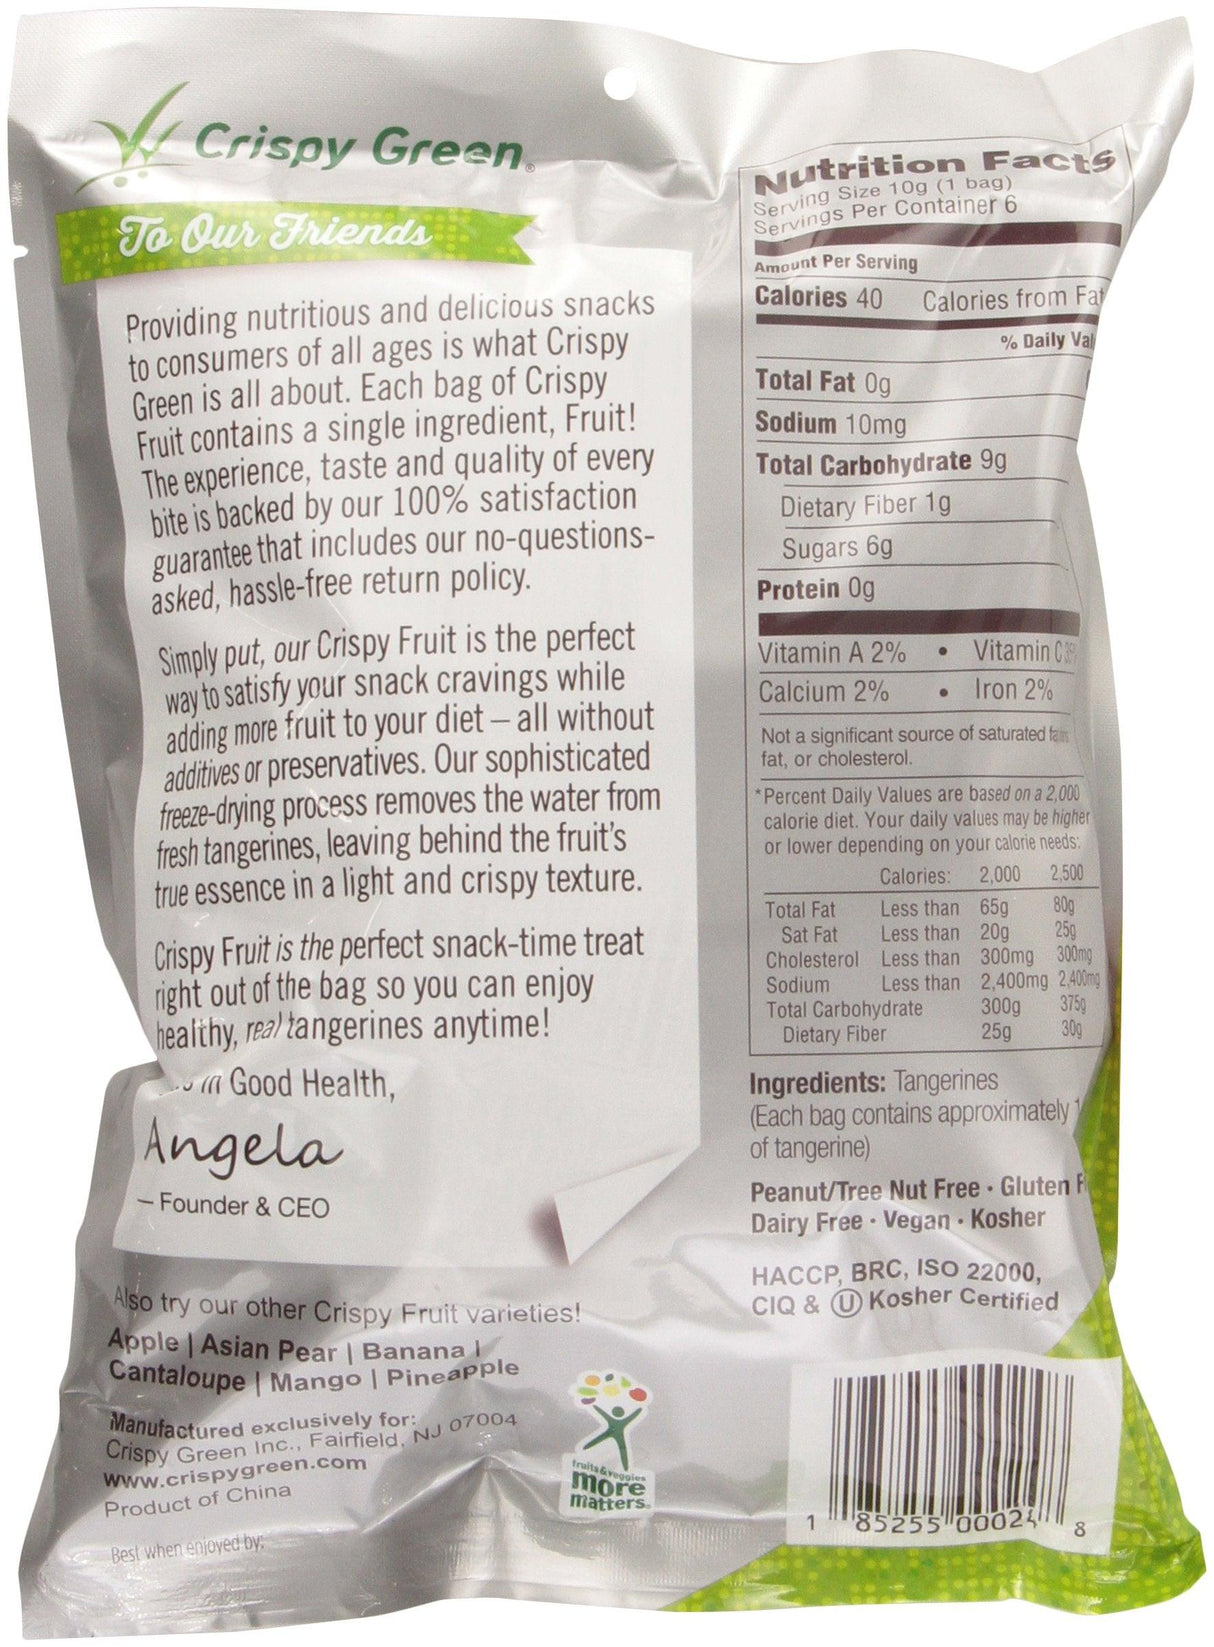 Crispy Green®
To Our Friends
Providing nutritious and delicious snacks
to consumers of all ages is what Crispy
Green is all about. Each bag of Crispy
Fruit contains a single ingredient, Fruit!
The experience, taste and quality of every
bite is backed by our 100% satisfaction
guarantee that includes our no-questions-
asked, hassle-free return policy.
Simply put, our Crispy Fruit is the perfect
way to satisfy your snack cravings while
adding more fruit to your diet – all without
additives or preservatives. Our sophisticated
freeze-drying process removes the water from
fresh tangerines, leaving behind the fruit's
true essence in a light and crispy texture.
Crispy Fruit is the perfect snack-time treat
right out of the bag so you can enjoy
healthy, real tangerines anytime!
in Good Health,
Angela
– Founder & CEO
Also try our other Crispy Fruit varieties!
Apple | Asian Pear | Banana |
Cantaloupe | Mango | Pineapple
Manufactured exclusively for:
Crispy Green Inc., Fairfield, NJ 07004
www.crispygreen.com
Product of China
Best when enjoyed by:
fruits & veggies
more
matters®
Nutrition Facts
Serving Size 10g (1 bag)
Servings Per Container 6
Amount Per Serving
Calories 40 Calories from Fat
% Daily
Total Fat 0g
Sodium 10mg
Total Carbohydrate 9g
Dietary Fiber 1g
Sugars 6g
Protein 0g
Vitamin A 2% • Vitamin C
Calcium 2% • Iron 2%
Not a significant source of saturated
fat, or cholesterol.
*Percent Daily Values are based on a 2,000
calorie diet. Your daily values may be higher
or lower depending on your calorie needs:
Calories: 2,000 2,500
Total Fat Less than 65g 80g
Sat Fat Less than 20g 25g
Cholesterol Less than 300mg 300mg
Sodium Less than 2,400mg 2,400mg
Total Carbohydrate 300g 375g
Dietary Fiber 25g 30g
Ingredients: Tangerines
(Each bag contains approximately
of tangerine)
Peanut/Tree Nut Free • Gluten
Dairy Free • Vegan • Kosher
HACCP, BRC, ISO 22000,
CIQ & U Kosher Certified
1 85255 00024 8